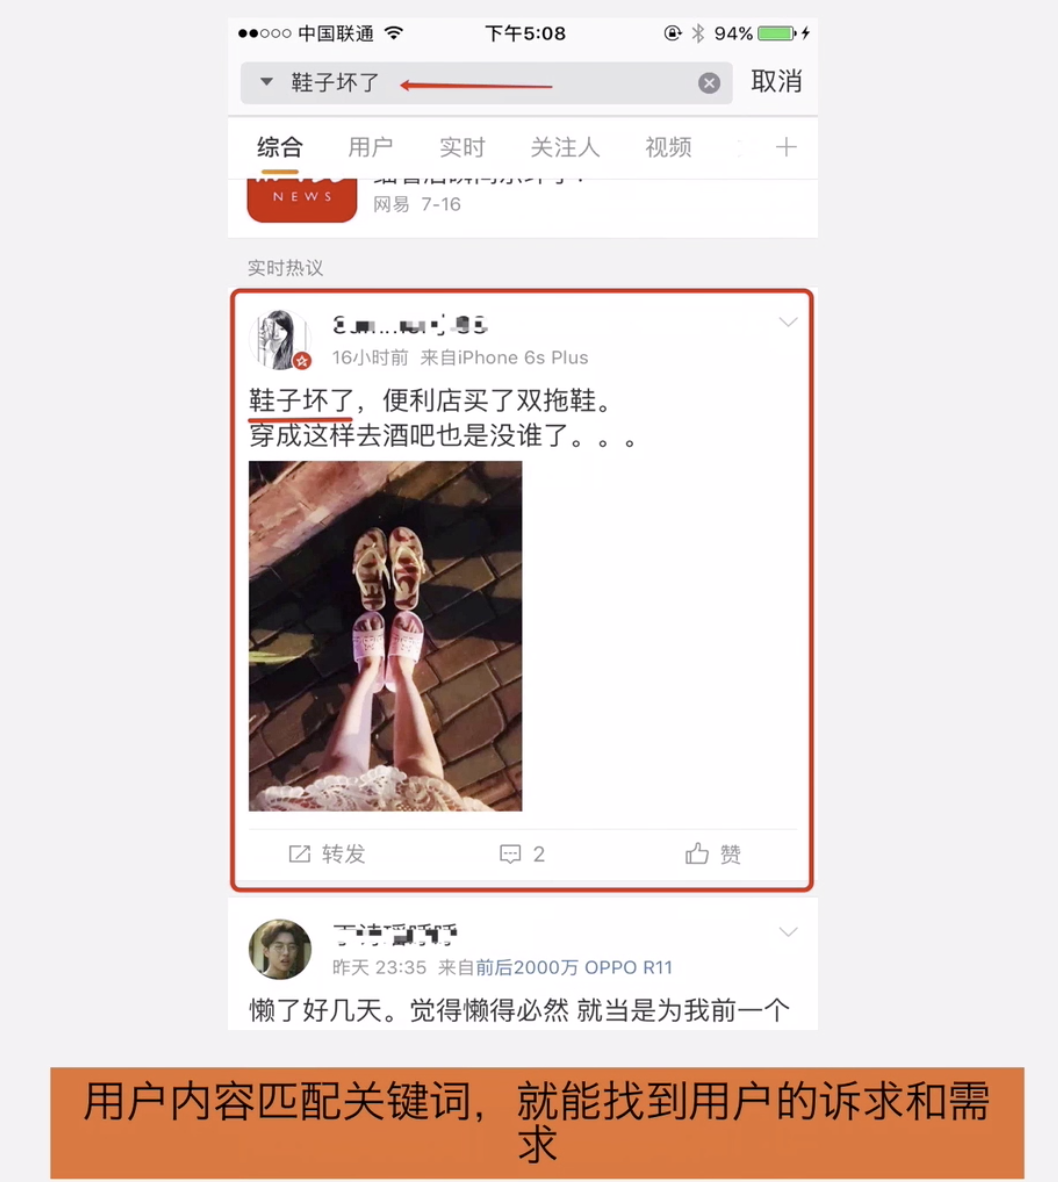 中国联通
下午5:08
94%
鞋子坏了
取消
综合 用户 实时 关注人 视频
NEWS
网易 7-16
实时热议
16小时前 来自iPhone 6s Plus
鞋子坏了，便利店买了双拖鞋。
穿成这样去酒吧也是没谁了。。。
转发
2
赞
昨天 23:35 来自前后2000万 OPPO R11
懒了好几天。觉得懒得必然 就当是为我前一个
用户内容匹配关键词，就能找到用户的诉求和需
求